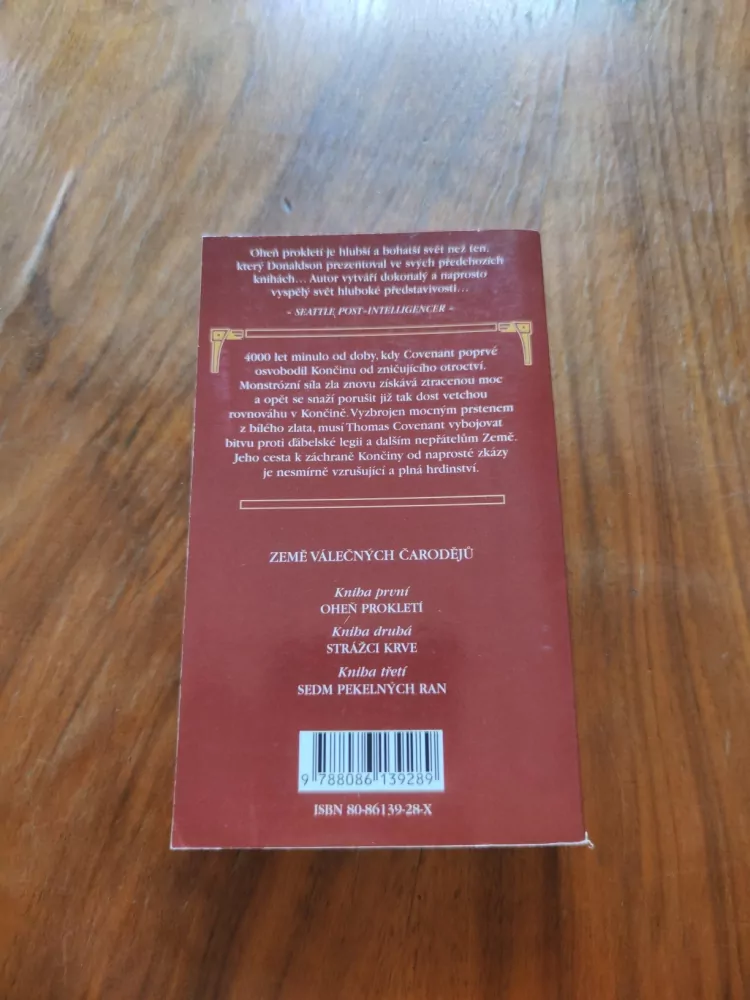 Oheň prokletí je hlubší a bohatší svět než ten,
který Donaldson prezentoval ve svých předchozích
knihách... Autor vytváří dokonalý a naprosto
vyspělý svět hluboké představivosti...
- SEATTLE POST-INTELLIGENCER -
4000 let minulo od doby, kdy Covenant poprvé
osvobodil Končinu od zničujícího otroctví.
Monstrózní síla zla znovu získává ztracenou moc
a opět se snaží porušit již tak dost vetchou
rovnováhu v Končině. Vyzbrojen mocným prstenem
z bílého zlata, musí Thomas Covenant vybojovat
bitvu proti ďábelské legii a dalším nepřátelům Země.
Jeho cesta k záchraně Končiny od naprosté zkázy
je nesmírně vzrušující a plná hrdinství.
ZEMĚ VÁLEČNÝCH ČARODĚJŮ
Kniha první
OHEŇ PROKLETÍ
Kniha druhá
STRÁŽCI KRVE
Kniha třetí
SEDM PEKELNÝCH RAN
9 788086 139289
ISBN 80-86139-28-X